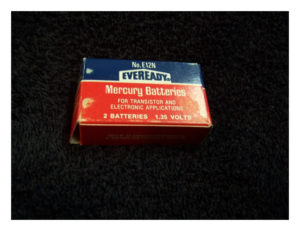 No. E12N
EVEREADY
Mercury Batteries
FOR TRANSISTOR AND
ELECTRONIC APPLICATIONS
2 BATTERIES 1.35 VOLTS